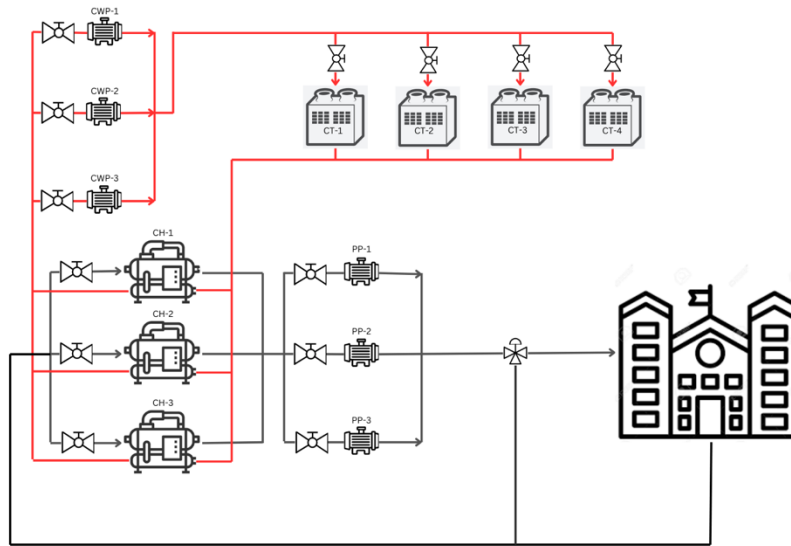 CWP-1
CWP-2
CWP-3
CT-1
CT-2
CT-3
CT-4
CH-1
CH-2
CH-3
PP-1
PP-2
PP-3